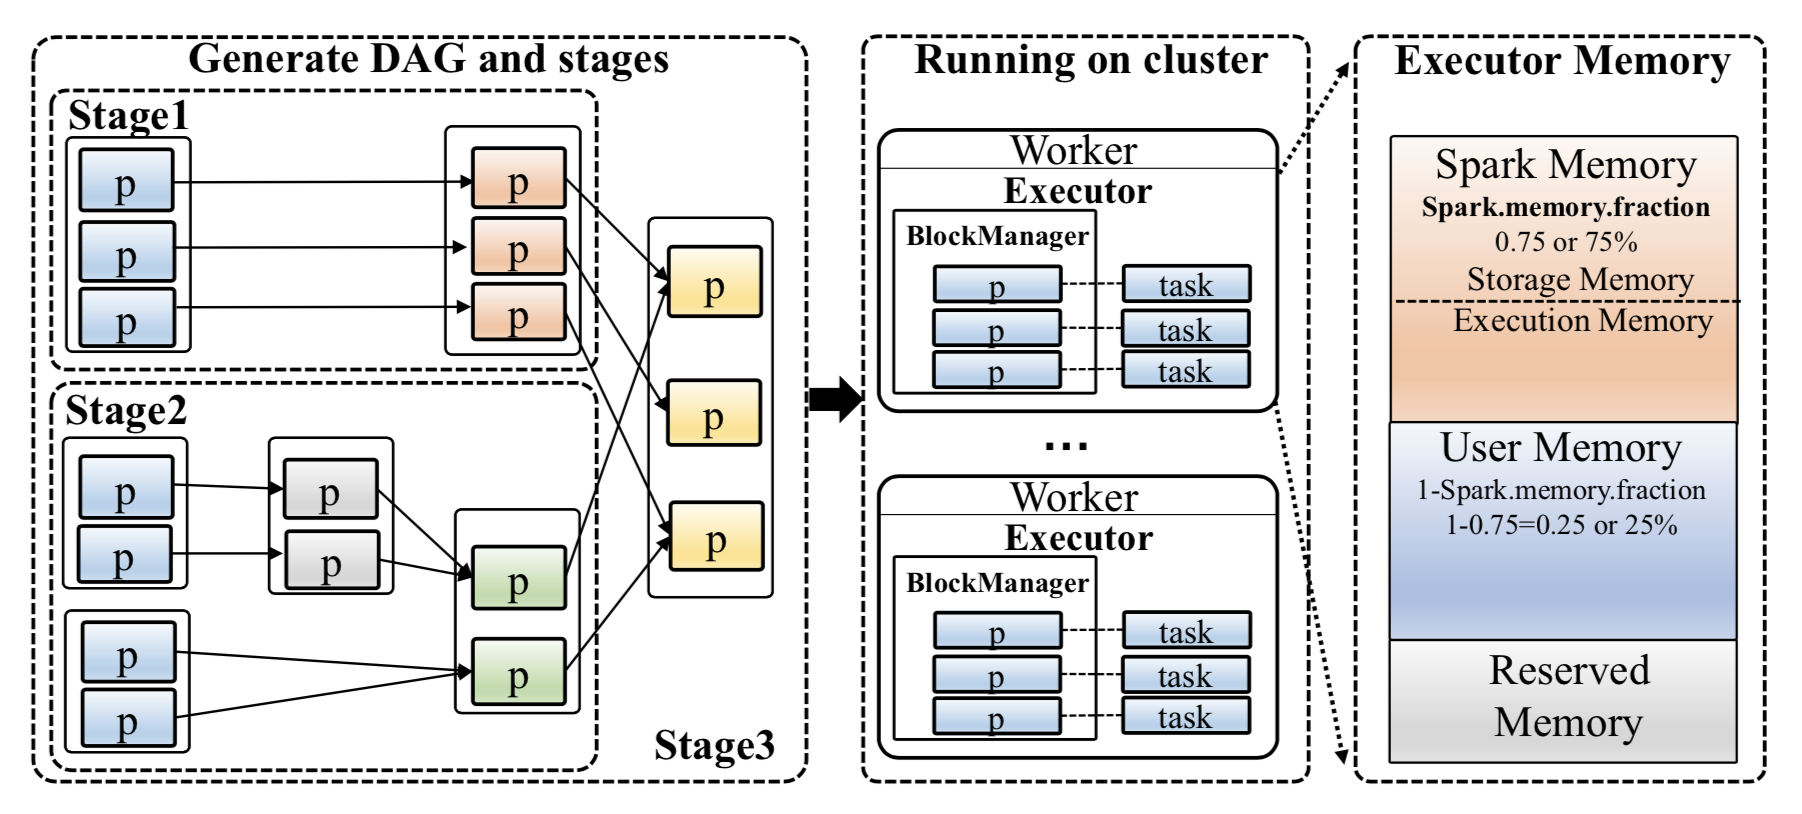 Generate DAG and stages
Stage1
p
p
p
p
p
p
p
p
p
Stage2
p
p
p
p
p
p
p
p
Stage3
Running on cluster
Worker
Executor
BlockManager
p task
p task
p task
...
Worker
Executor
BlockManager
p task
p task
p task
Executor Memory
Spark Memory
Spark.memory.fraction
0.75 or 75%
Storage Memory
Execution Memory
User Memory
1-Spark.memory.fraction
1-0.75=0.25 or 25%
Reserved
Memory